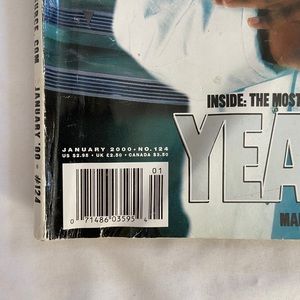 JANUARY '00 - #124
INSIDE: THE MOST
JANUARY 2000 • NO. 124
US $2.95 • UK £2.50 • CANADA $3.50
YEA
01
0 71486 03595 4